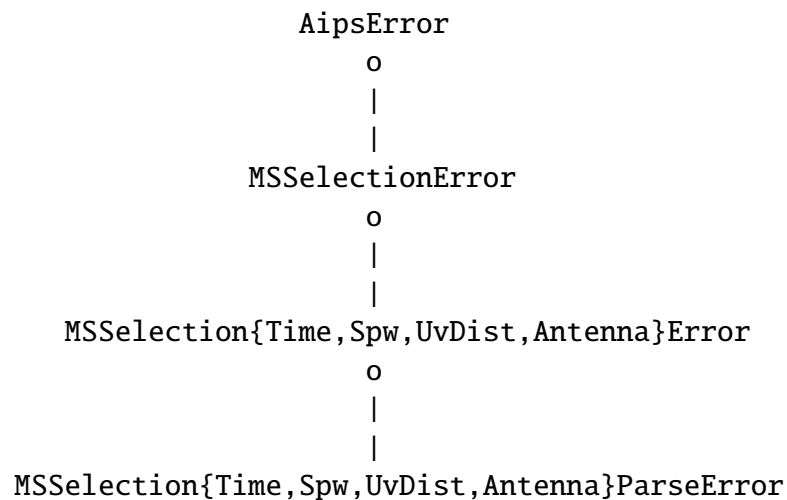 AipsError
o
|
|
MSSelectionError
o
|
|
MSSelection{Time,Spw,UvDist,Antenna}Error
o
|
|
MSSelection{Time,Spw,UvDist,Antenna}ParseError